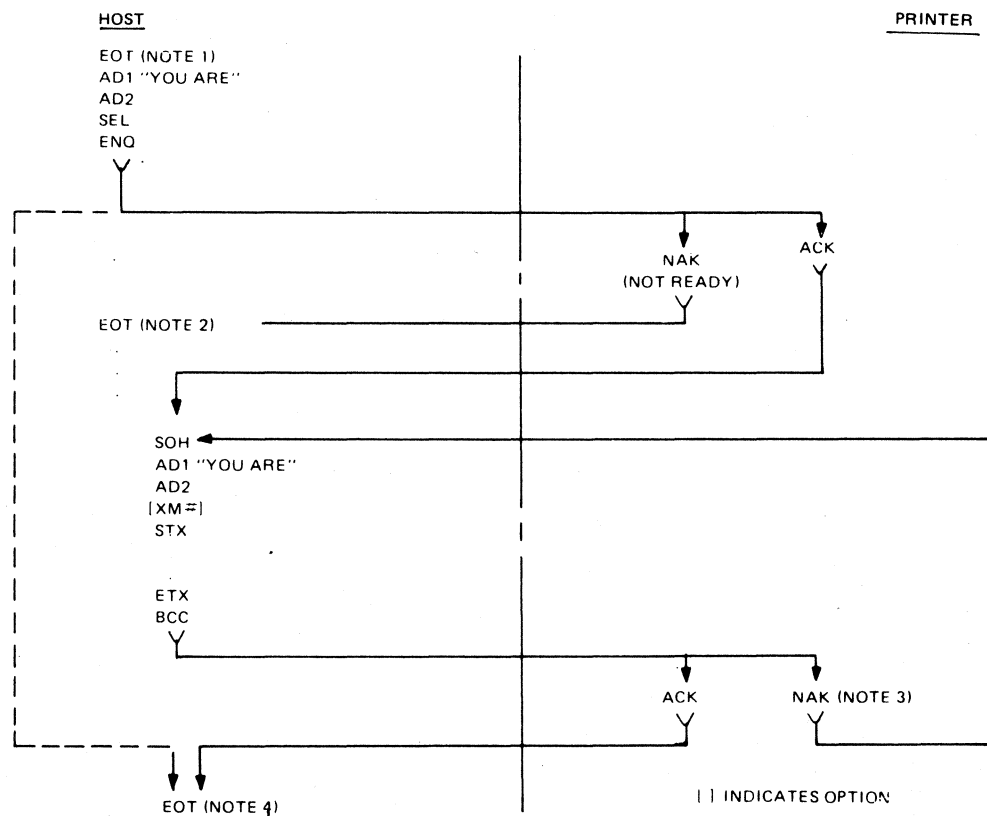 HOST
PRINTER
EOT (NOTE 1)
AD1 "YOU ARE"
AD2
SEL
ENQ
NAK
(NOT READY)
ACK
EOT (NOTE 2)
SOH
AD1 "YOU ARE"
AD2
[XM#]
STX
ETX
BCC
ACK
NAK (NOTE 3)
EOT (NOTE 4)
[ ] INDICATES OPTION